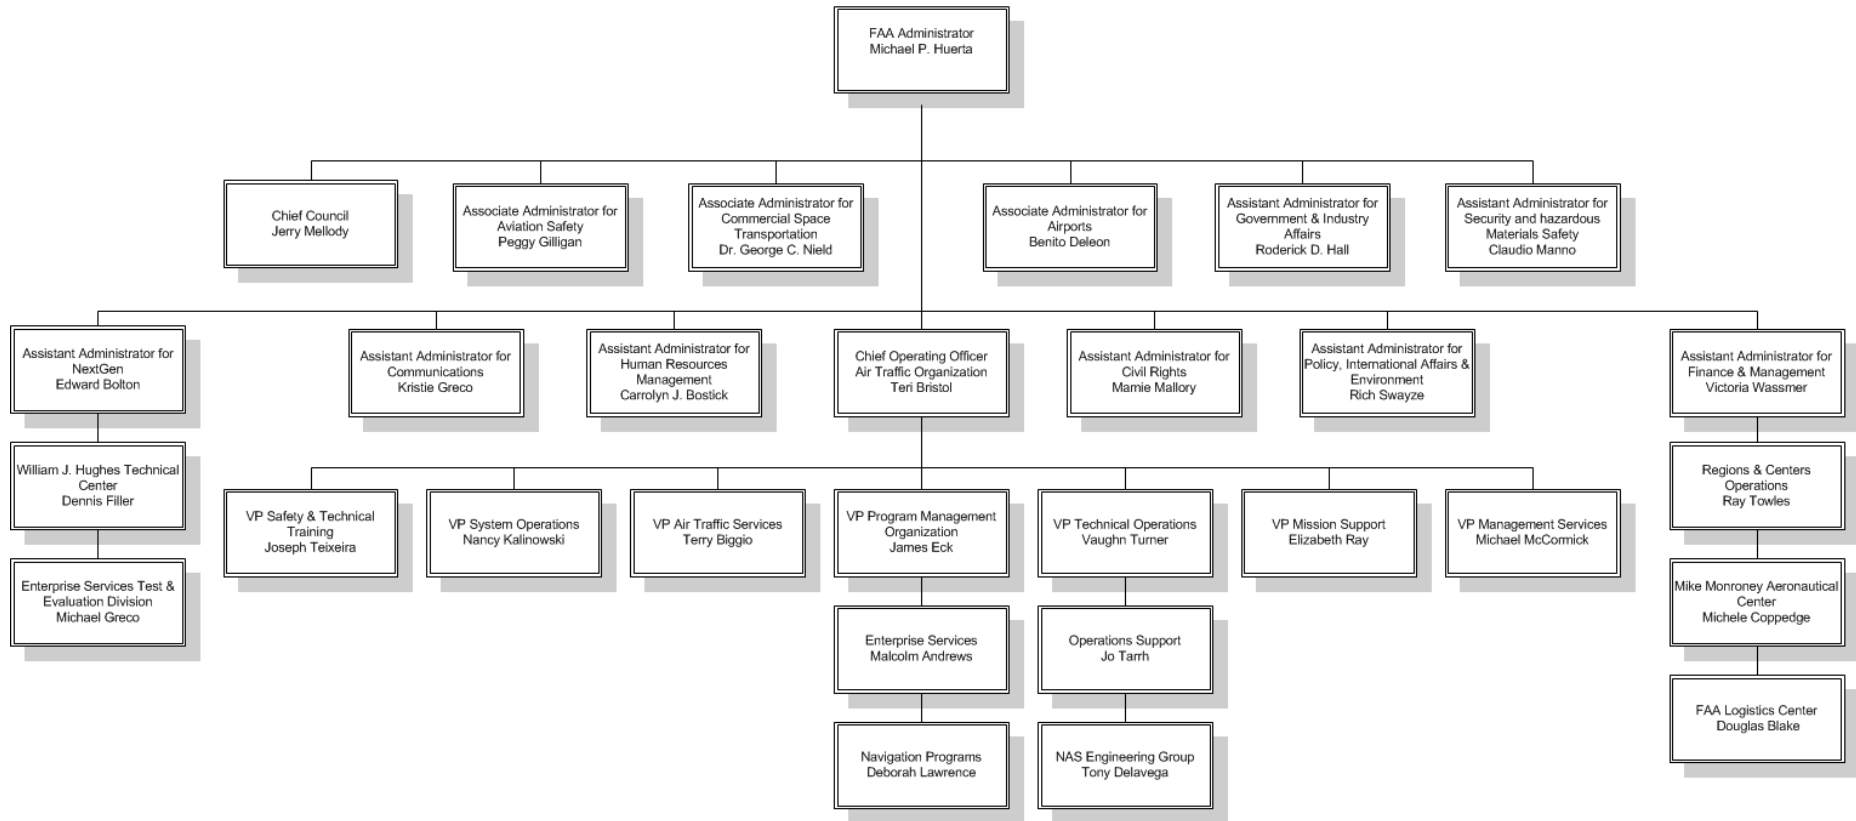 FAA Administrator
Michael P. Huerta
Chief Council
Jerry Mellody
Associate Administrator for
Aviation Safety
Peggy Gilligan
Associate Administrator for
Commercial Space
Transportation
Dr. George C. Nield
Associate Administrator for
Airports
Benito Deleon
Assistant Administrator for
Government & Industry
Affairs
Roderick D. Hall
Assistant Administrator for
Security and hazardous
Materials Safety
Claudio Manno
Assistant Administrator for
NextGen
Edward Bolton
Assistant Administrator for
Communications
Kristie Greco
Assistant Administrator for
Human Resources
Management
Carrolyn J. Bostick
Chief Operating Officer
Air Traffic Organization
Teri Bristol
Assistant Administrator for
Civil Rights
Mamie Mallory
Assistant Administrator for
Policy, International Affairs &
Environment
Rich Swayze
Assistant Administrator for
Finance & Management
Victoria Wassmer
William J. Hughes Technical
Center
Dennis Filler
Regions & Centers
Operations
Ray Towles
VP Safety & Technical
Training
Joseph Teixeira
VP System Operations
Nancy Kalinowski
VP Air Traffic Services
Terry Biggio
VP Program Management
Organization
James Eck
VP Technical Operations
Vaughn Turner
VP Mission Support
Elizabeth Ray
VP Management Services
Michael McCormick
Enterprise Services Test &
Evaluation Division
Michael Greco
Mike Monroney Aeronautical
Center
Michele Coppedge
Enterprise Services
Malcolm Andrews
Operations Support
Jo Tarrh
FAA Logistics Center
Douglas Blake
Navigation Programs
Deborah Lawrence
NAS Engineering Group
Tony Delavega